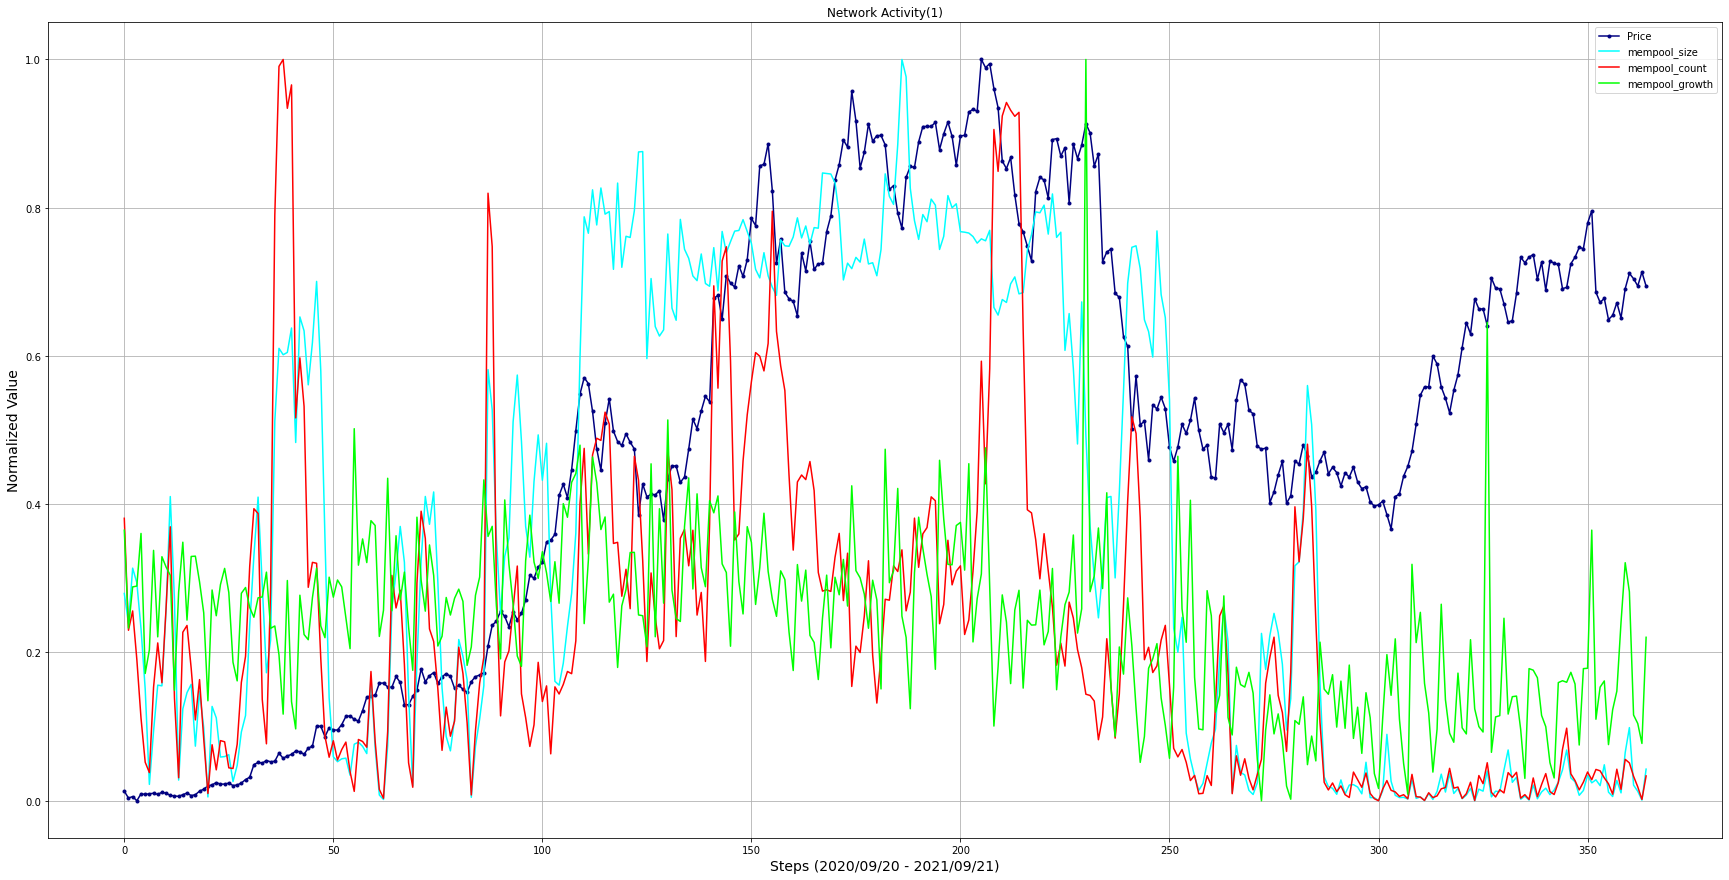 Network Activity(1)
Price
mempool_size
mempool_count
mempool_growth
Normalized Value
1.0
0.8
0.6
0.4
0.2
0.0
0 50 100 150 200 250 300 350
Steps (2020/09/20 - 2021/09/21)